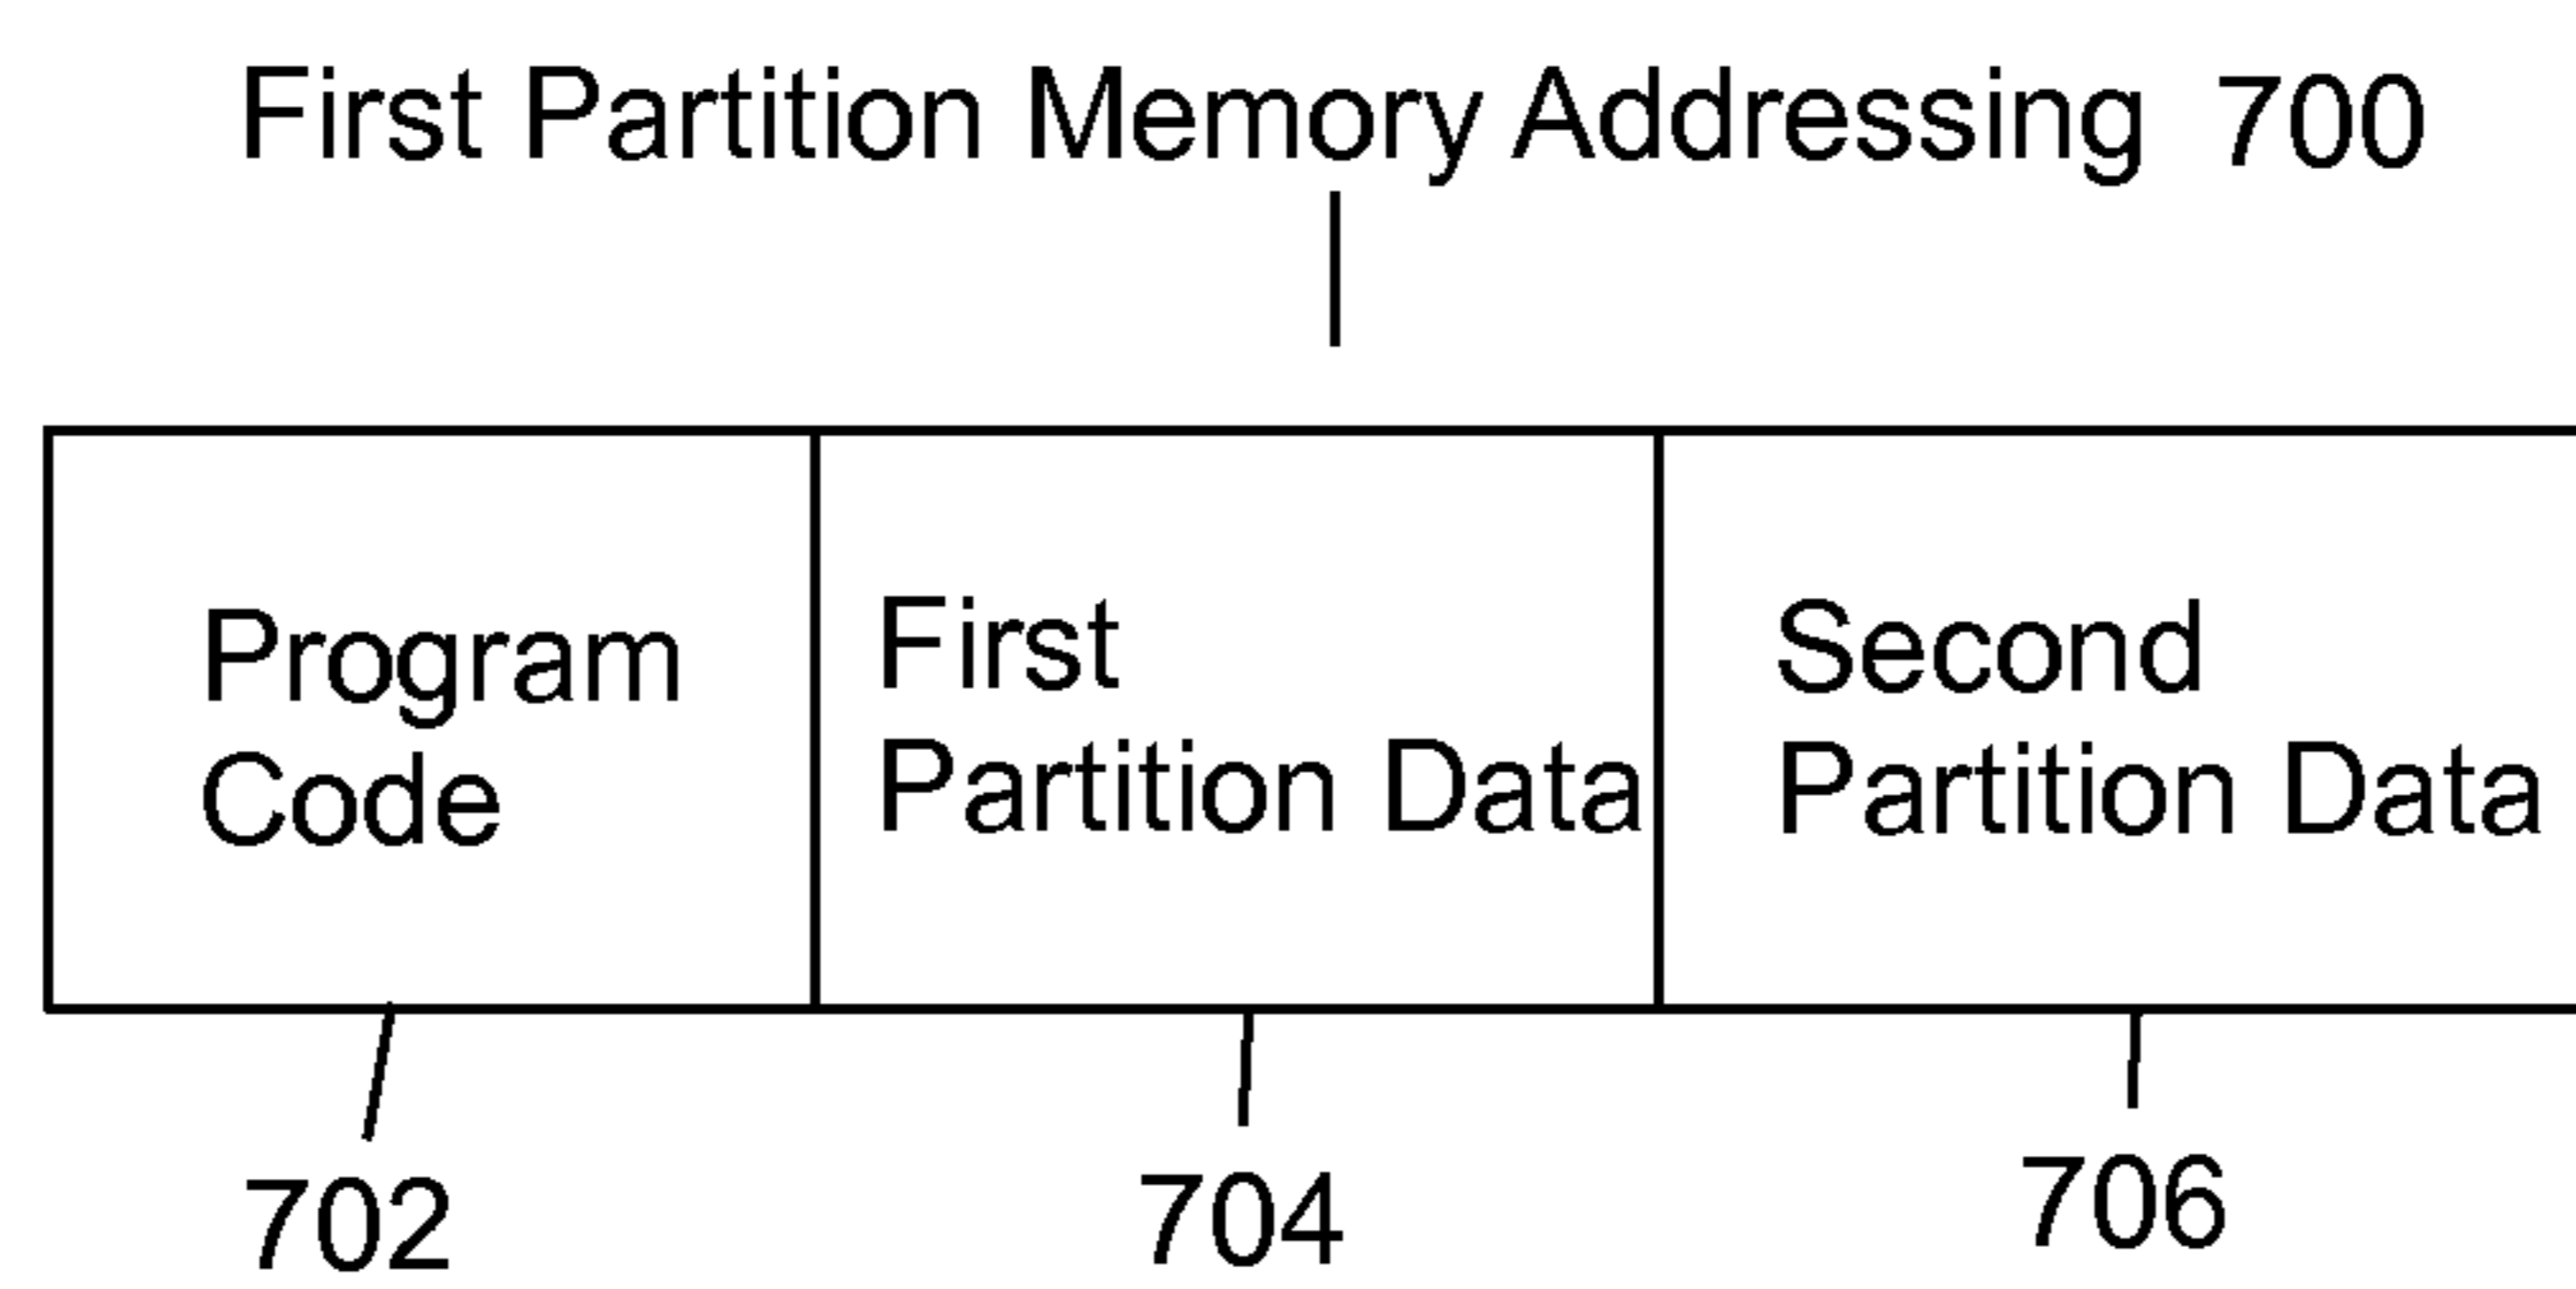 First Partition Memory Addressing 700
Program
Code
First
Partition Data
Second
Partition Data
702
704
706